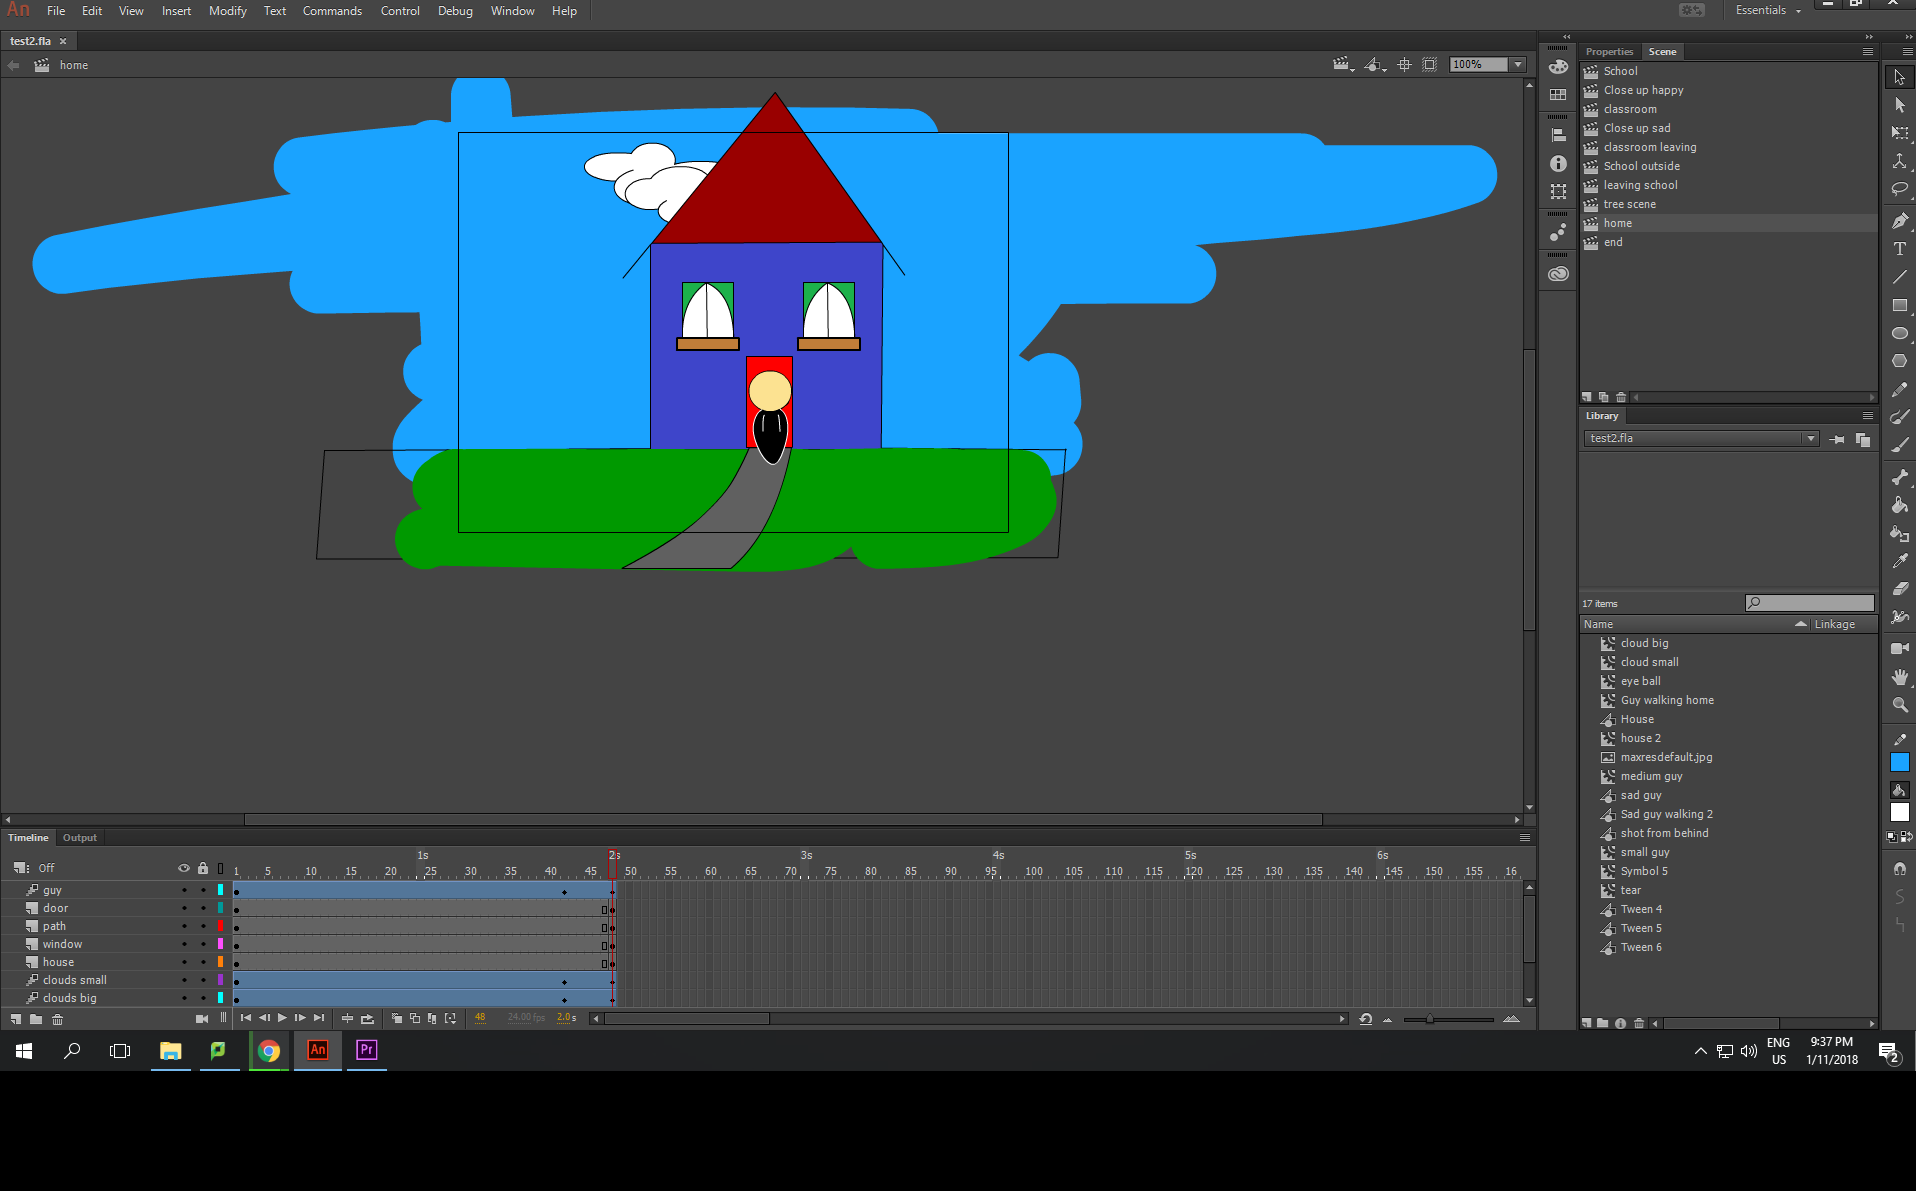 An File Edit View Insert Modify Text Commands Control Debug Window Help Essentials
test2.fla
home
100%
Properties Scene
School
Close up happy
classroom
Close up sad
classroom leaving
School outside
leaving school
tree scene
home
end
Library
test2.fla
17 items
Name Linkage
cloud big
cloud small
eye ball
Guy walking home
House
house 2
maxresdefault.jpg
medium guy
sad guy
Sad guy walking 2
shot from behind
small guy
Symbol 5
tear
Tween 4
Tween 5
Tween 6
Timeline Output
1s 2s 3s 4s 5s 6s
Off 1 5 10 15 20 25 30 35 40 45 50 55 60 65 70 75 80 85 90 95 100 105 110 115 120 125 130 135 140 145 150 155 16
guy
door
path
window
house
clouds small
clouds big
48 24.00 fps 2.0 s
An Pr
ENG 9:37 PM
US 1/11/2018 2